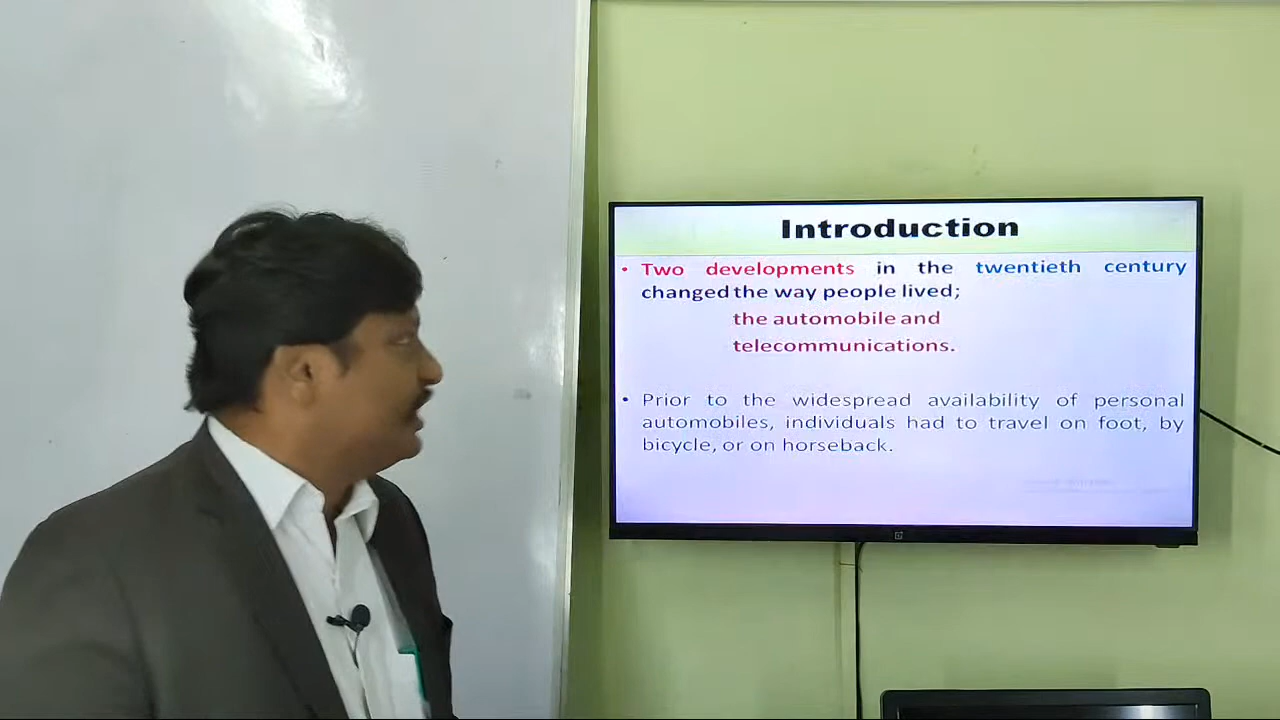 Introduction
• Two developments in the twentieth century
changed the way people lived;
the automobile and
telecommunications.
• Prior to the widespread availability of personal
automobiles, individuals had to travel on foot, by
bicycle, or on horseback.